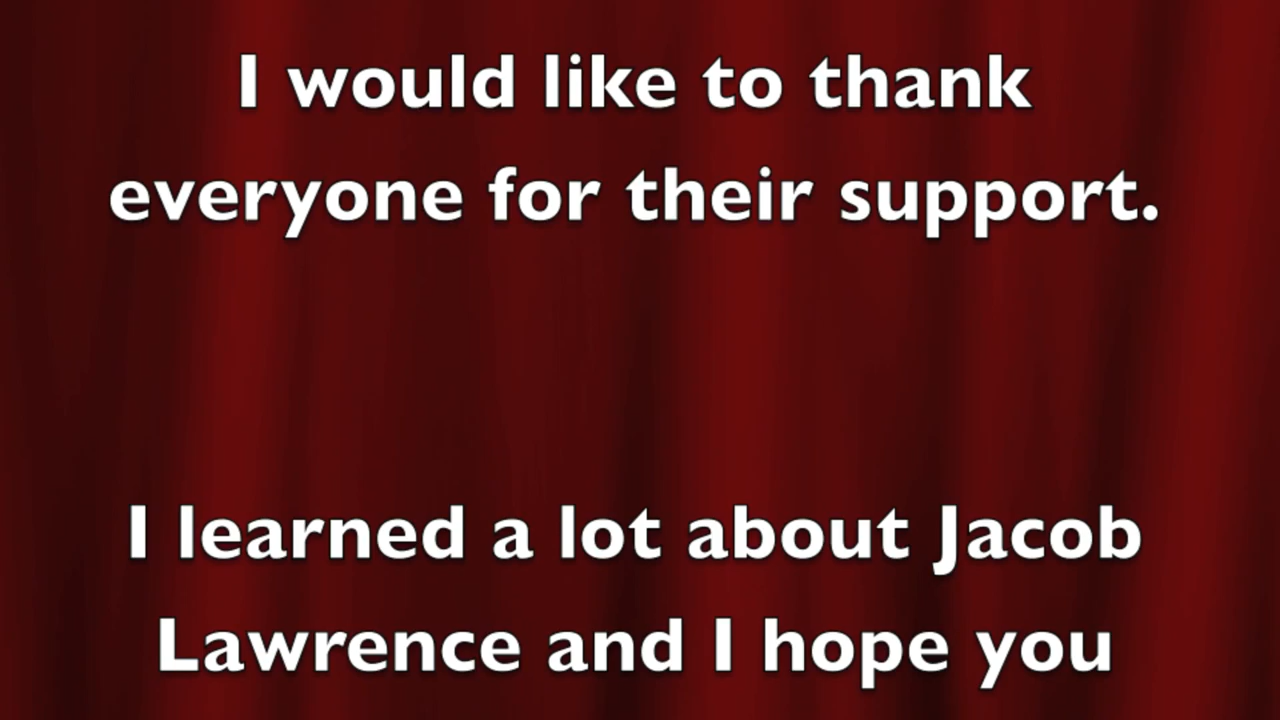 I would like to thank
everyone for their support.
I learned a lot about Jacob
Lawrence and I hope you